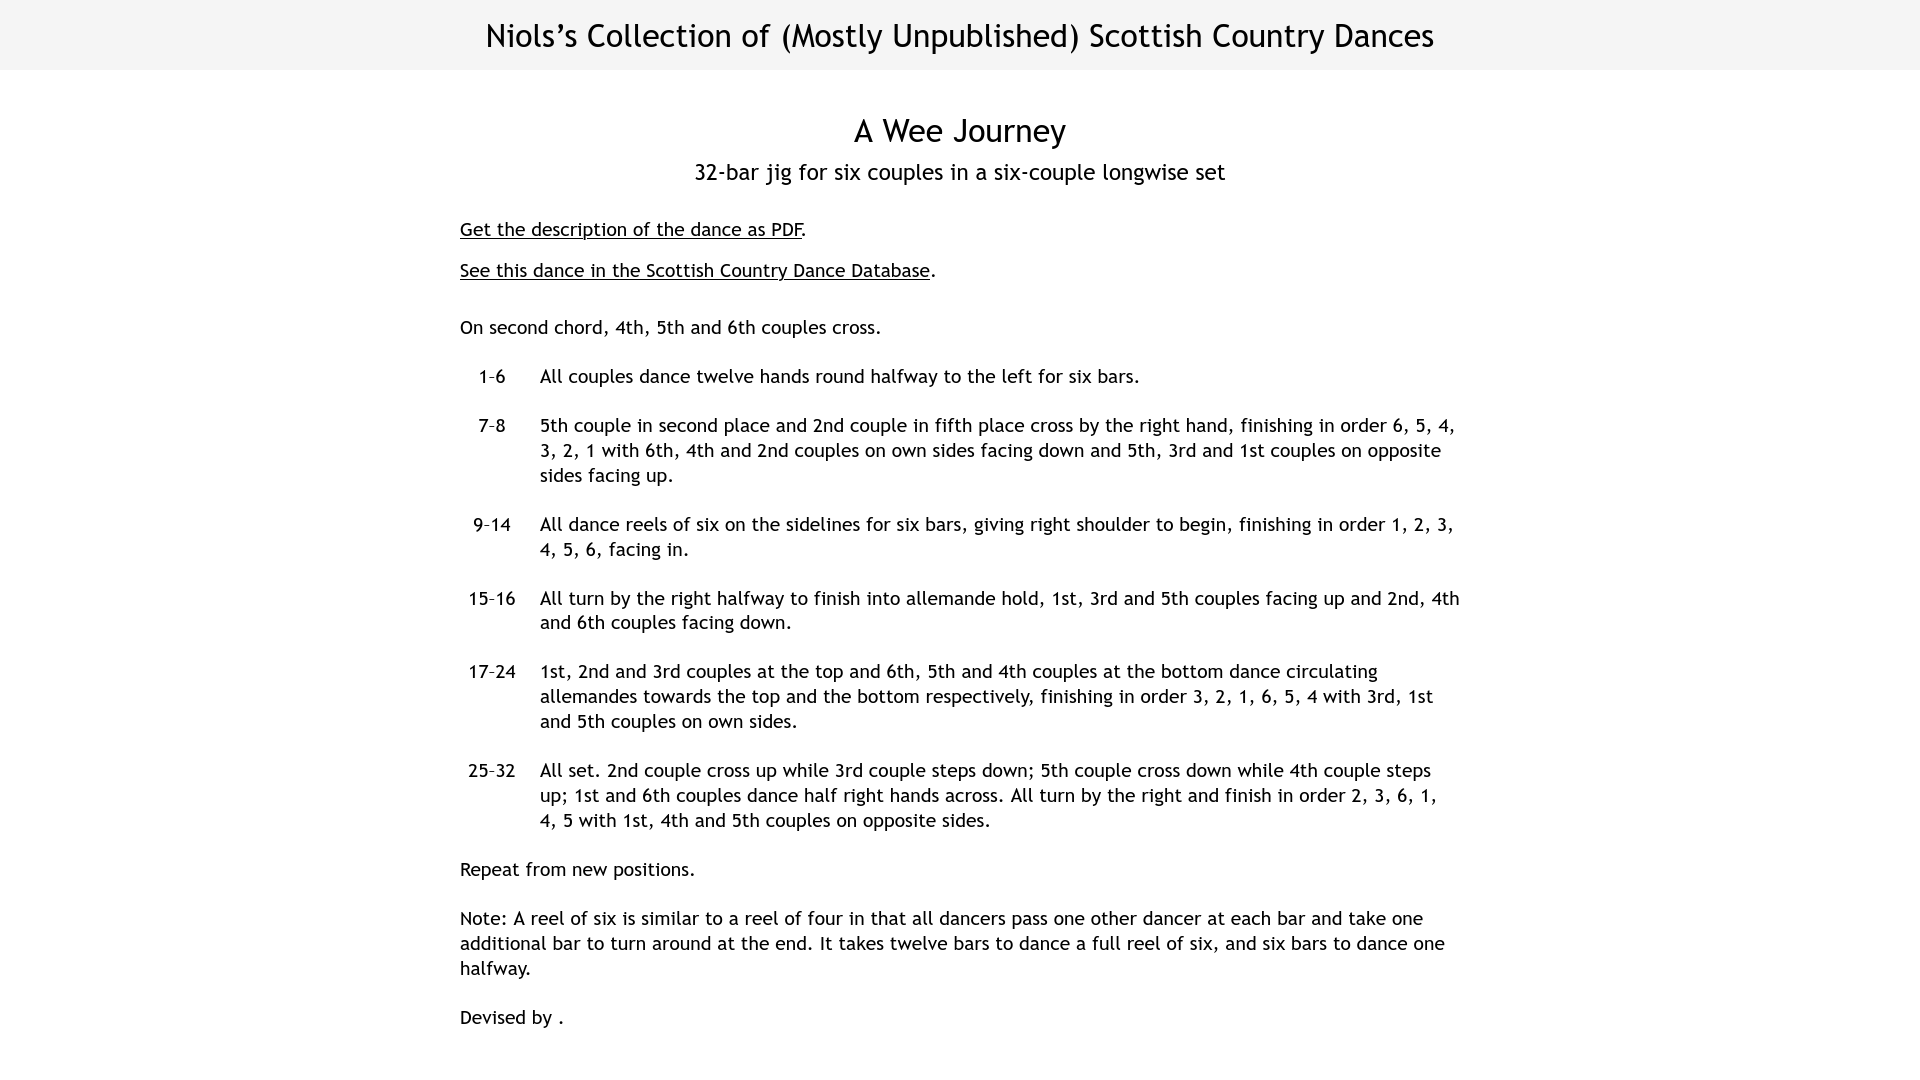 Niols’s Collection of (Mostly Unpublished) Scottish Country Dances
A Wee Journey
32-bar jig for six couples in a six-couple longwise set
Get the description of the dance as PDF.
See this dance in the Scottish Country Dance Database.
On second chord, 4th, 5th and 6th couples cross.
1–6 All couples dance twelve hands round halfway to the left for six bars.
7–8 5th couple in second place and 2nd couple in fifth place cross by the right hand, finishing in order 6, 5, 4,
3, 2, 1 with 6th, 4th and 2nd couples on own sides facing down and 5th, 3rd and 1st couples on opposite
sides facing up.
9–14 All dance reels of six on the sidelines for six bars, giving right shoulder to begin, finishing in order 1, 2, 3,
4, 5, 6, facing in.
15–16 All turn by the right halfway to finish into allemande hold, 1st, 3rd and 5th couples facing up and 2nd, 4th
and 6th couples facing down.
17–24 1st, 2nd and 3rd couples at the top and 6th, 5th and 4th couples at the bottom dance circulating
allemandes towards the top and the bottom respectively, finishing in order 3, 2, 1, 6, 5, 4 with 3rd, 1st
and 5th couples on own sides.
25–32 All set. 2nd couple cross up while 3rd couple steps down; 5th couple cross down while 4th couple steps
up; 1st and 6th couples dance half right hands across. All turn by the right and finish in order 2, 3, 6, 1,
4, 5 with 1st, 4th and 5th couples on opposite sides.
Repeat from new positions.
Note: A reel of six is similar to a reel of four in that all dancers pass one other dancer at each bar and take one
additional bar to turn around at the end. It takes twelve bars to dance a full reel of six, and six bars to dance one
halfway.
Devised by .